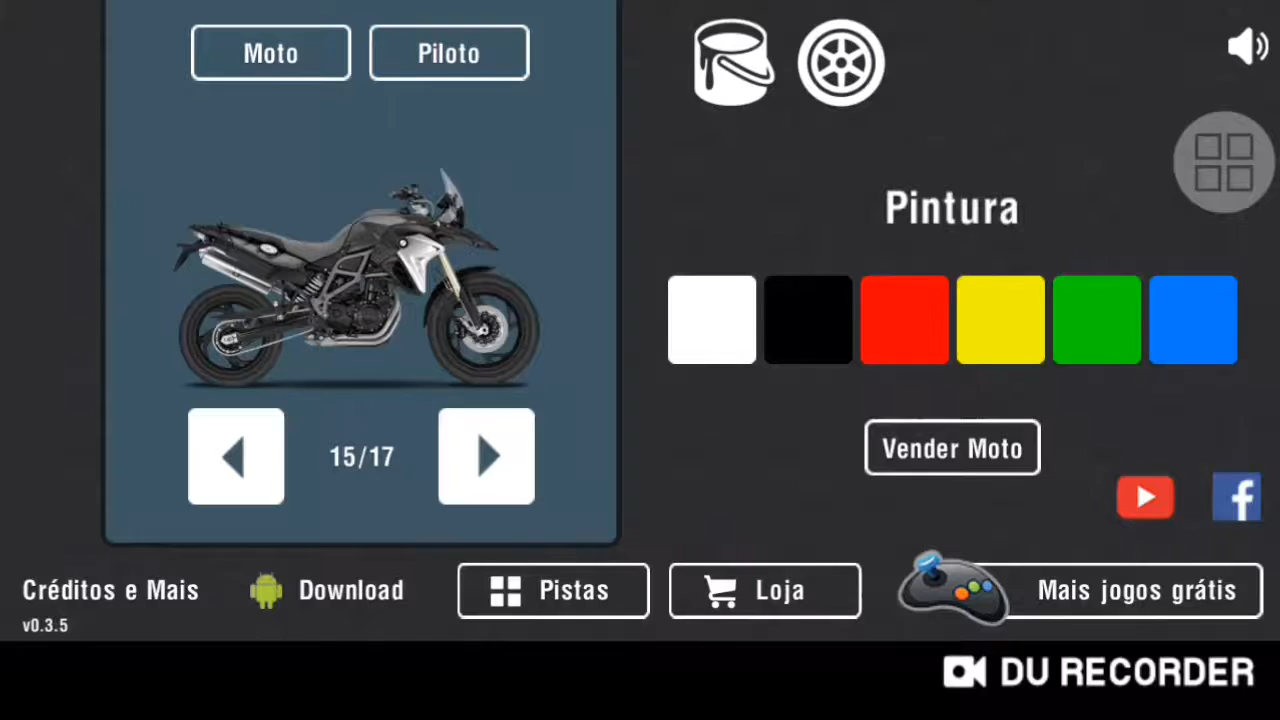 Moto
Piloto
Pintura
15/17
Vender Moto
Créditos e Mais
Download
Pistas
Loja
Mais jogos grátis
v0.3.5
DU RECORDER